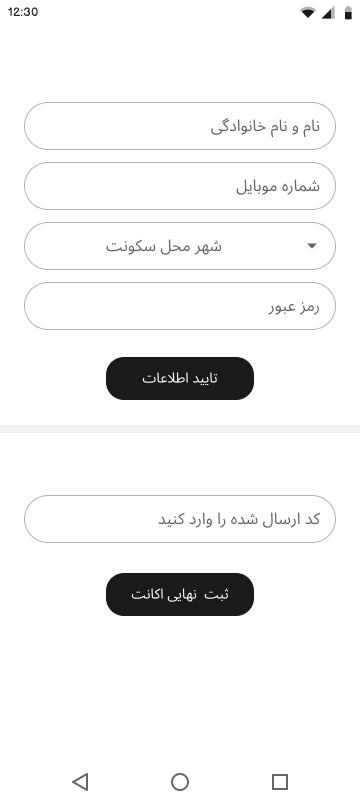 12:30
نام و نام خانوادگی
شماره موبایل
شهر محل سکونت
رمز عبور
تایید اطلاعات
کد ارسال شده را وارد کنید
ثبت نهایی اکانت